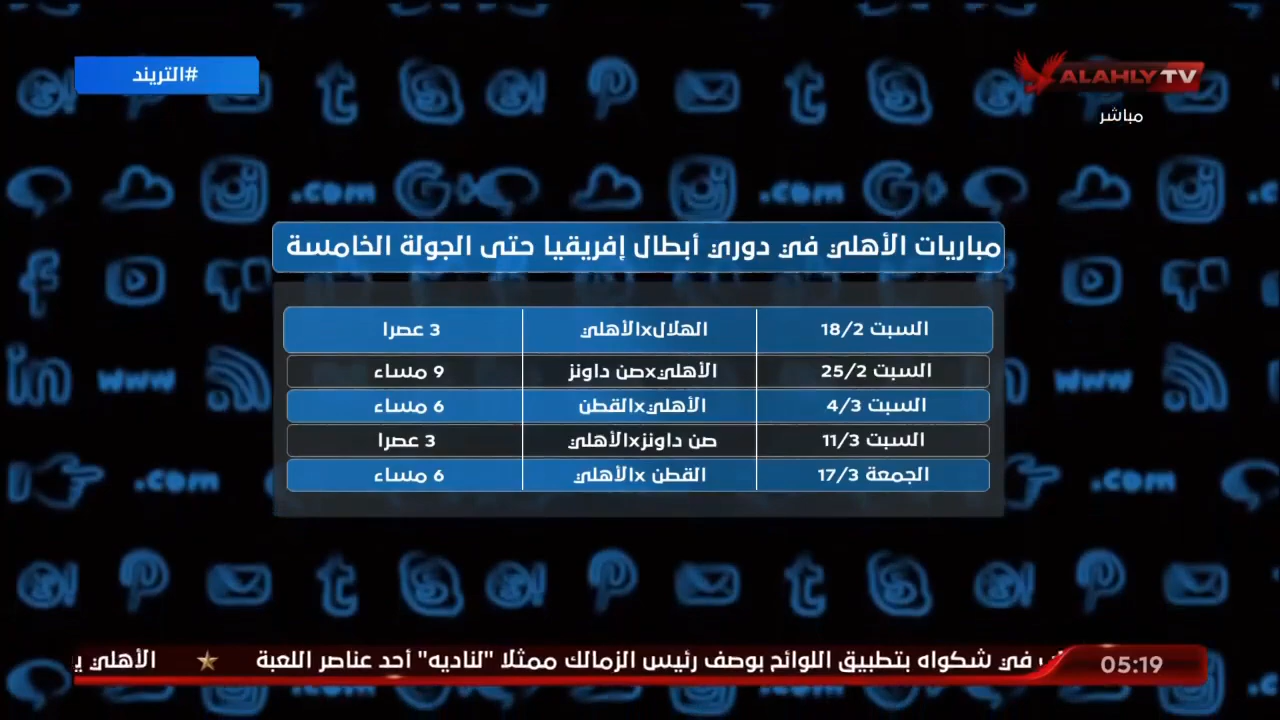 #التريند
ALAHLY TV
مباشر
مباريات الأهلي في دوري أبطال إفريقيا حتى الجولة الخامسة
السبت 18/2 الهلالxالأهلي 3 عصرا
السبت 25/2 الأهليxصن داونز 9 مساء
السبت 4/3 الأهليxالقطن 6 مساء
السبت 11/3 صن داونزxالأهلي 3 عصرا
الجمعة 17/3 القطن xالأهلي 6 مساء
في شكواه بتطبيق اللوائح بوصف رئيس الزمالك ممثلا "لناديه" أحد عناصر اللعبة ★ الأهلي
05:19